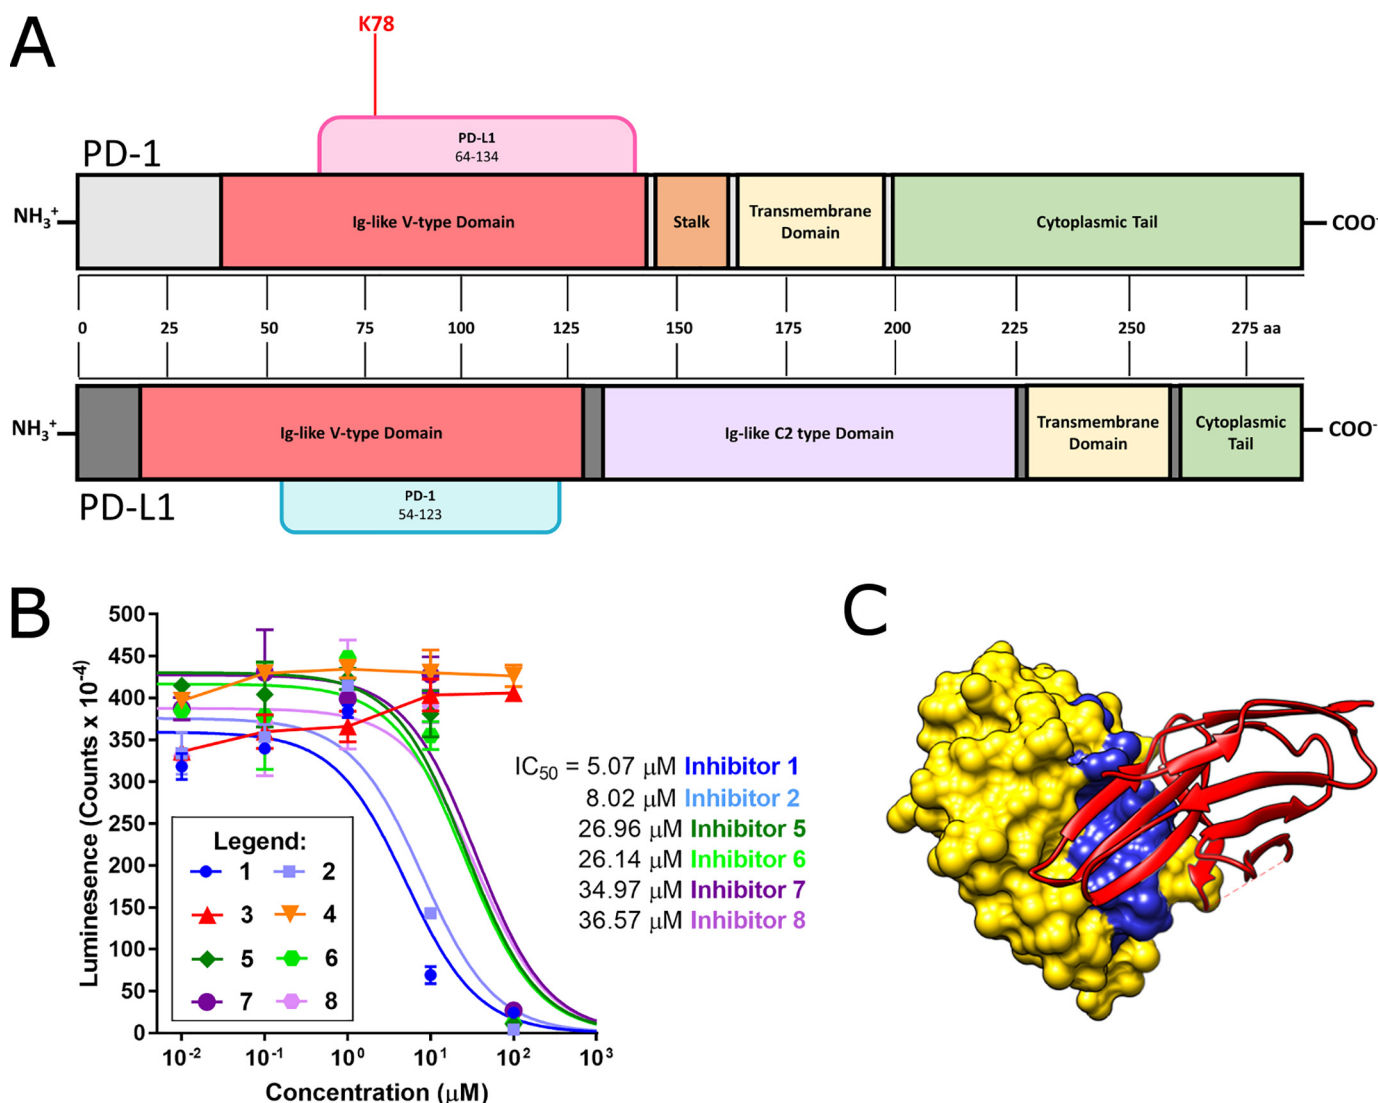 A
K78
PD-L1
64-134
PD-1
NH3+
Ig-like V-type Domain
Stalk
Transmembrane
Domain
Cytoplasmic Tail
COO-
0 25 50 75 100 125 150 175 200 225 250 275 aa
NH3+
Ig-like V-type Domain
Ig-like C2 type Domain
Transmembrane
Domain
Cytoplasmic
Tail
COO-
PD-L1
PD-1
54-123
B
Luminesence (Counts x 10-4)
500
450
400
350
300
250
200
150
100
50
0
Legend:
1 2
3 4
5 6
7 8
10-2 10-1 100 101 102 103
Concentration (μM)
IC50 = 5.07 μM Inhibitor 1
8.02 μM Inhibitor 2
26.96 μM Inhibitor 5
26.14 μM Inhibitor 6
34.97 μM Inhibitor 7
36.57 μM Inhibitor 8
C